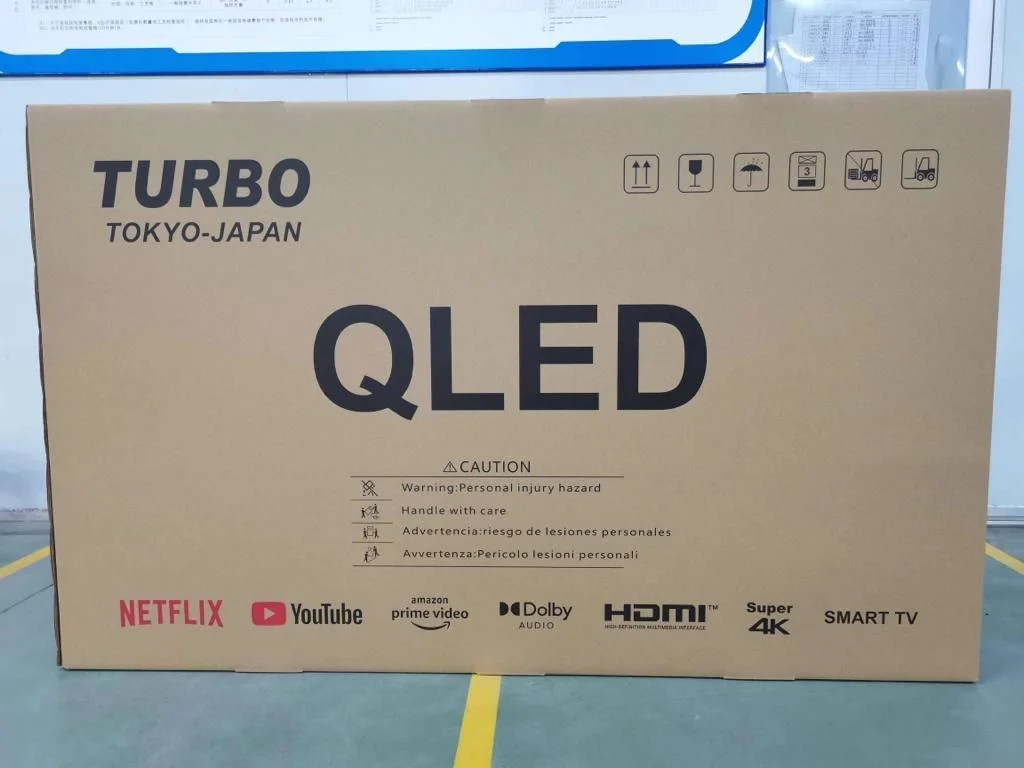 TURBO
TOKYO-JAPAN
3
QLED
⚠CAUTION
Warning:Personal injury hazard
Handle with care
Advertencia:riesgo de lesiones personales
Avvertenza:Pericolo lesioni personali
NETFLIX
YouTube
amazon
prime video
Dolby
AUDIO
HDMI™
HIGH-DEFINITION MULTIMEDIA INTERFACE
Super
4K
SMART TV